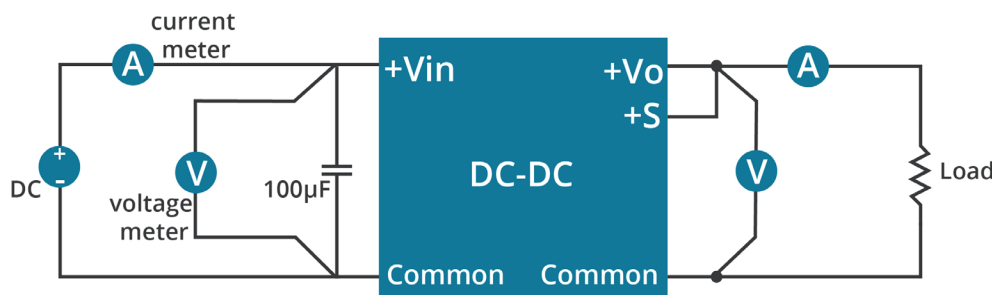 current
meter
A
+Vin
+Vo
A
+S
+
-
DC
V
voltage
meter
100µF
DC-DC
V
Load
Common
Common